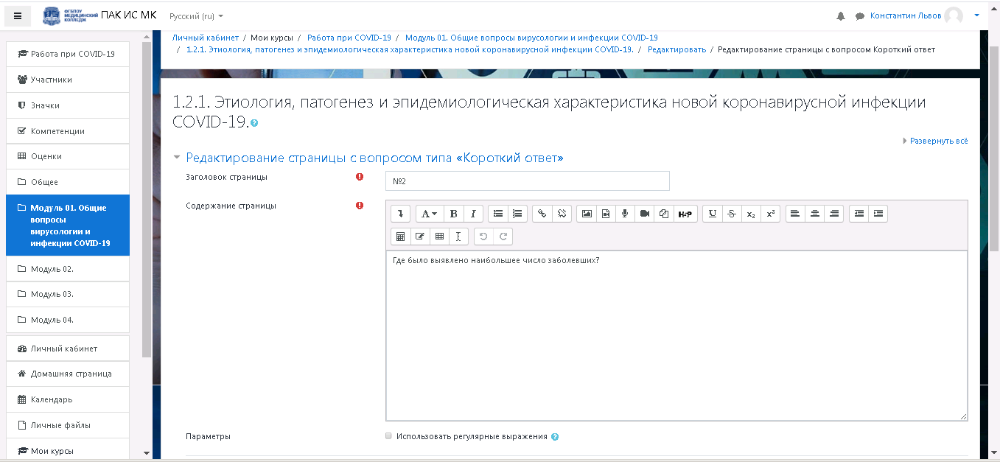 ФГБПОУ МЕДИЦИНСКИЙ КОЛЛЕДЖ
ПАК ИС МК
Русский (ru)
Константин Львов
Работа при COVID-19
Участники
Значки
Компетенции
Оценки
Общее
Модуль 01. Общие
вопросы
вирусологии и
инфекции COVID-19
Модуль 02.
Модуль 03.
Модуль 04.
Личный кабинет
Домашняя страница
Календарь
Личные файлы
Мои курсы
Личный кабинет / Мои курсы / Работа при COVID-19 / Модуль 01. Общие вопросы вирусологии и инфекции COVID-19
/ 1.2.1. Этиология, патогенез и эпидемиологическая характеристика новой коронавирусной инфекции COVID-19. / Редактировать / Редактирование страницы с вопросом Короткий ответ
1.2.1. Этиология, патогенез и эпидемиологическая характеристика новой коронавирусной инфекции
COVID-19.
Развернуть всё
Редактирование страницы с вопросом типа «Короткий ответ»
Заголовок страницы
№2
Содержание страницы
A B I H-P U S x₂ x²
Где было выявлено наибольшее число заболевших?
Параметры
Использовать регулярные выражения